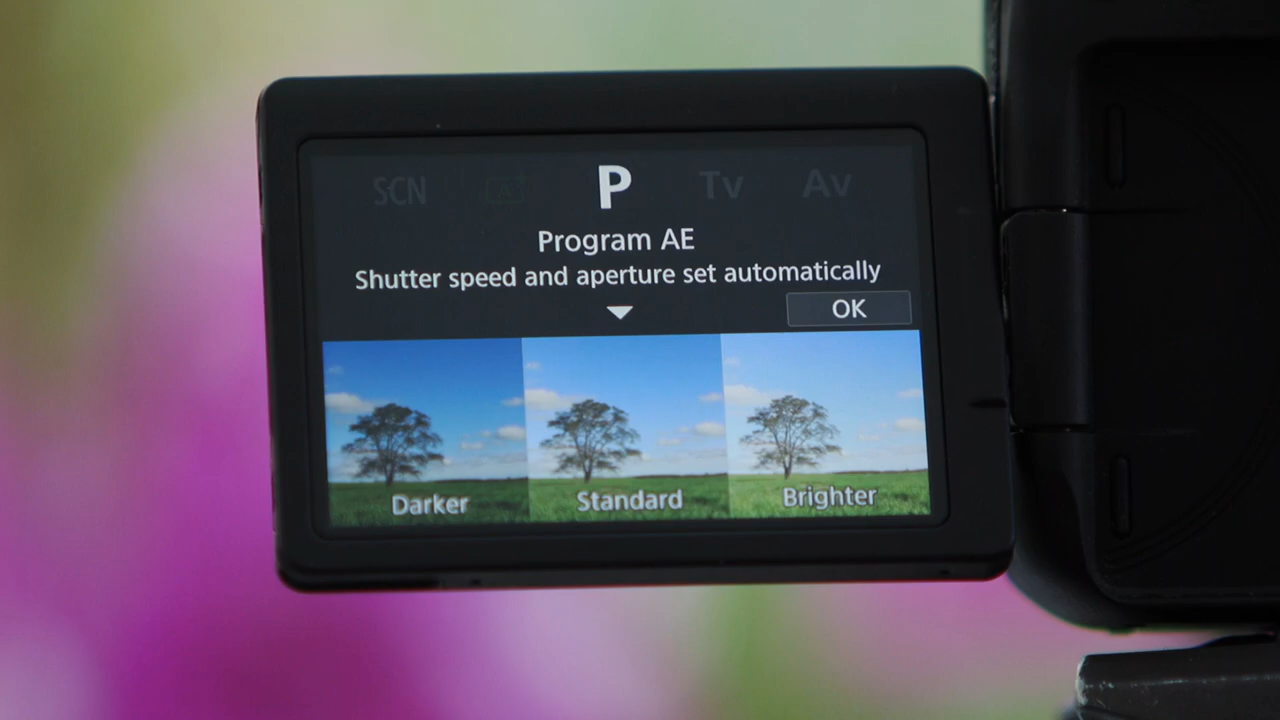 SCN A P Tv Av
Program AE
Shutter speed and aperture set automatically
OK
Darker Standard Brighter